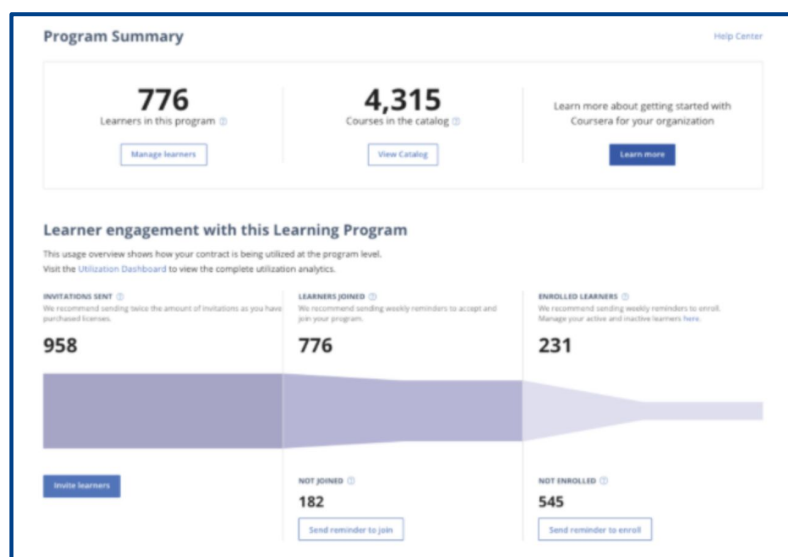 Program Summary
Help Center
776
Learners in this program
Manage learners
4,315
Courses in the catalog
View Catalog
Learn more about getting started with
Coursera for your organization
Learn more
Learner engagement with this Learning Program
This usage overview shows how your contract is being utilized at the program level.
Visit the Utilization Dashboard to view the complete utilization analytics.
INVITATIONS SENT
We recommend sending twice the amount of invitations as you have
purchased licenses.
958
LEARNERS JOINED
We recommend sending weekly reminders to accept and
join your program.
776
ENROLLED LEARNERS
We recommend sending weekly reminders to enroll.
Manage your active and inactive learners here.
231
Invite learners
NOT JOINED
182
Send reminder to join
NOT ENROLLED
545
Send reminder to enroll